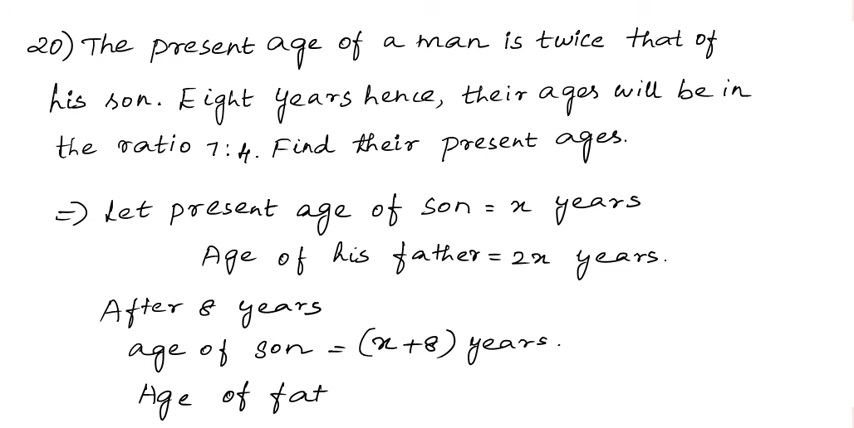 20) The present age of a man is twice that of
his son. Eight years hence, their ages will be in
the ratio 7:4. Find their present ages.
=> Let present age of son = x years
Age of his father = 2x years.
After 8 years
age of son = (x+8) years.
Age of fat